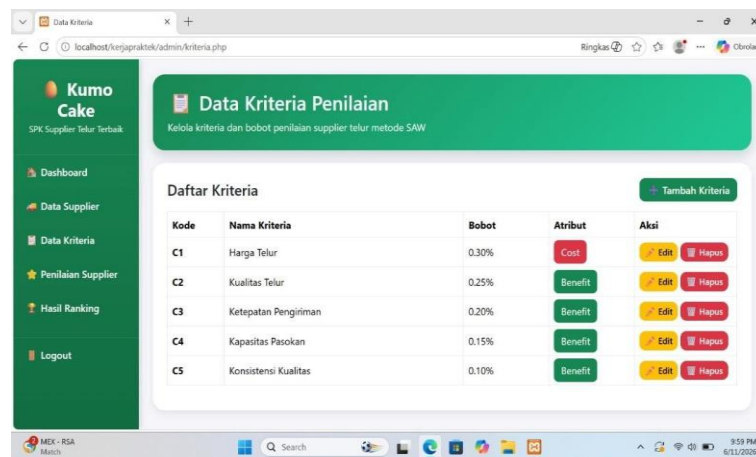 Data Kriteria
localhost/kerjapraktek/admin/kriteria.php
Ringkas
Obrola
Kumo
Cake
SPK Supplier Telur Terbaik
Dashboard
Data Supplier
Data Kriteria
Penilaian Supplier
Hasil Ranking
Logout
Data Kriteria Penilaian
Kelola kriteria dan bobot penilaian supplier telur metode SAW
Daftar Kriteria
Tambah Kriteria
Kode Nama Kriteria Bobot Atribut Aksi
C1 Harga Telur 0.30% Cost Edit Hapus
C2 Kualitas Telur 0.25% Benefit Edit Hapus
C3 Ketepatan Pengiriman 0.20% Benefit Edit Hapus
C4 Kapasitas Pasokan 0.15% Benefit Edit Hapus
C5 Konsistensi Kualitas 0.10% Benefit Edit Hapus
MEX - RSA
Match
Search
9:59 PM